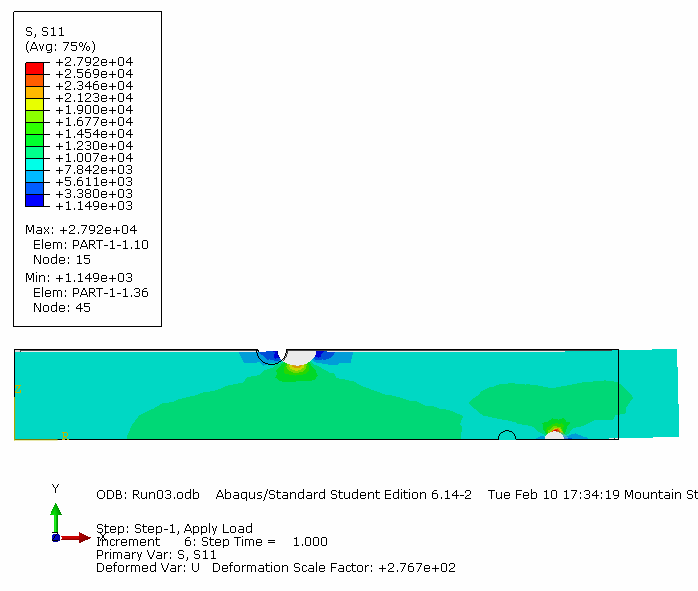 S, S11
(Avg: 75%)
+2.792e+04
+2.569e+04
+2.346e+04
+2.123e+04
+1.900e+04
+1.677e+04
+1.454e+04
+1.230e+04
+1.007e+04
+7.842e+03
+5.611e+03
+3.380e+03
+1.149e+03
Max: +2.792e+04
Elem: PART-1-1.10
Node: 15
Min: +1.149e+03
Elem: PART-1-1.36
Node: 45
Y
X
ODB: Run03.odb Abaqus/Standard Student Edition 6.14-2 Tue Feb 10 17:34:19 Mountain St
Step: Step-1, Apply Load
Increment 6: Step Time = 1.000
Primary Var: S, S11
Deformed Var: U Deformation Scale Factor: +2.767e+02